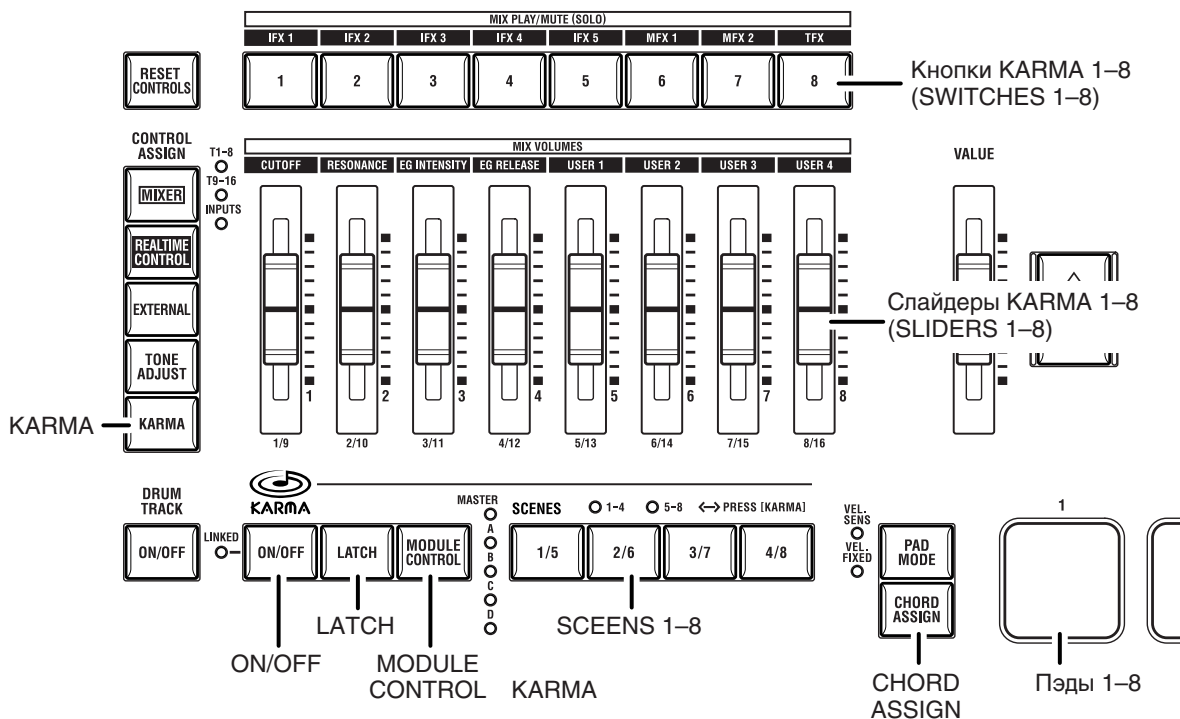 MIX PLAY/MUTE (SOLO)
IFX 1 IFX 2 IFX 3 IFX 4 IFX 5 MFX 1 MFX 2 TFX
RESET CONTROLS
1 2 3 4 5 6 7 8
Кнопки KARMA 1–8
(SWITCHES 1–8)
CONTROL ASSIGN
T1-8
T9-16
INPUTS
MIXER
REALTIME CONTROL
EXTERNAL
TONE ADJUST
KARMA
KARMA
MIX VOLUMES
CUTOFF RESONANCE EG INTENSITY EG RELEASE USER 1 USER 2 USER 3 USER 4
1 2 3 4 5 6 7 8
1/9 2/10 3/11 4/12 5/13 6/14 7/15 8/16
VALUE
Слайдеры KARMA 1–8
(SLIDERS 1–8)
DRUM TRACK
ON/OFF
LINKED
KARMA
ON/OFF
LATCH
MODULE CONTROL
MASTER
A
B
C
D
SCENES 1-4 5-8 <-> PRESS [KARMA]
1/5 2/6 3/7 4/8
VEL. SENS
VEL. FIXED
PAD MODE
CHORD ASSIGN
1
LATCH
SCEENS 1–8
ON/OFF
MODULE
CONTROL KARMA
CHORD
ASSIGN
Пэды 1–8